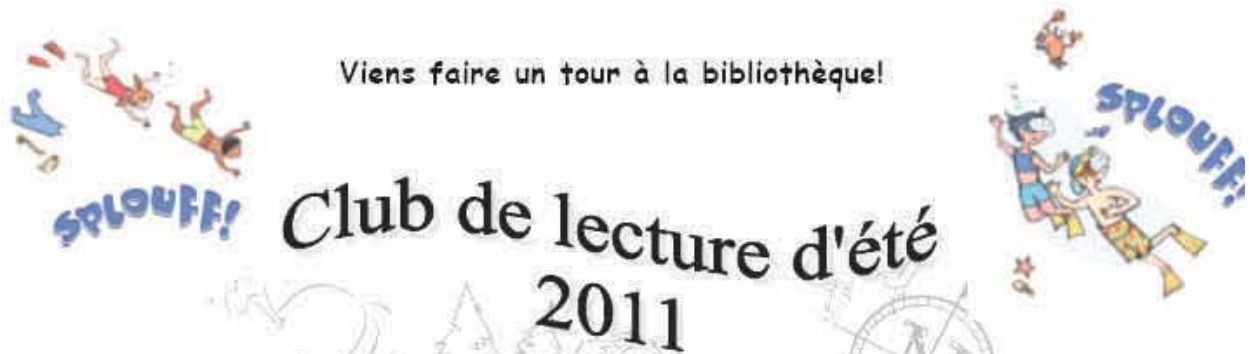 Viens faire un tour à la bibliothèque!
SPLOUFF!
SPLOUFF!
Club de lecture d'été
2011